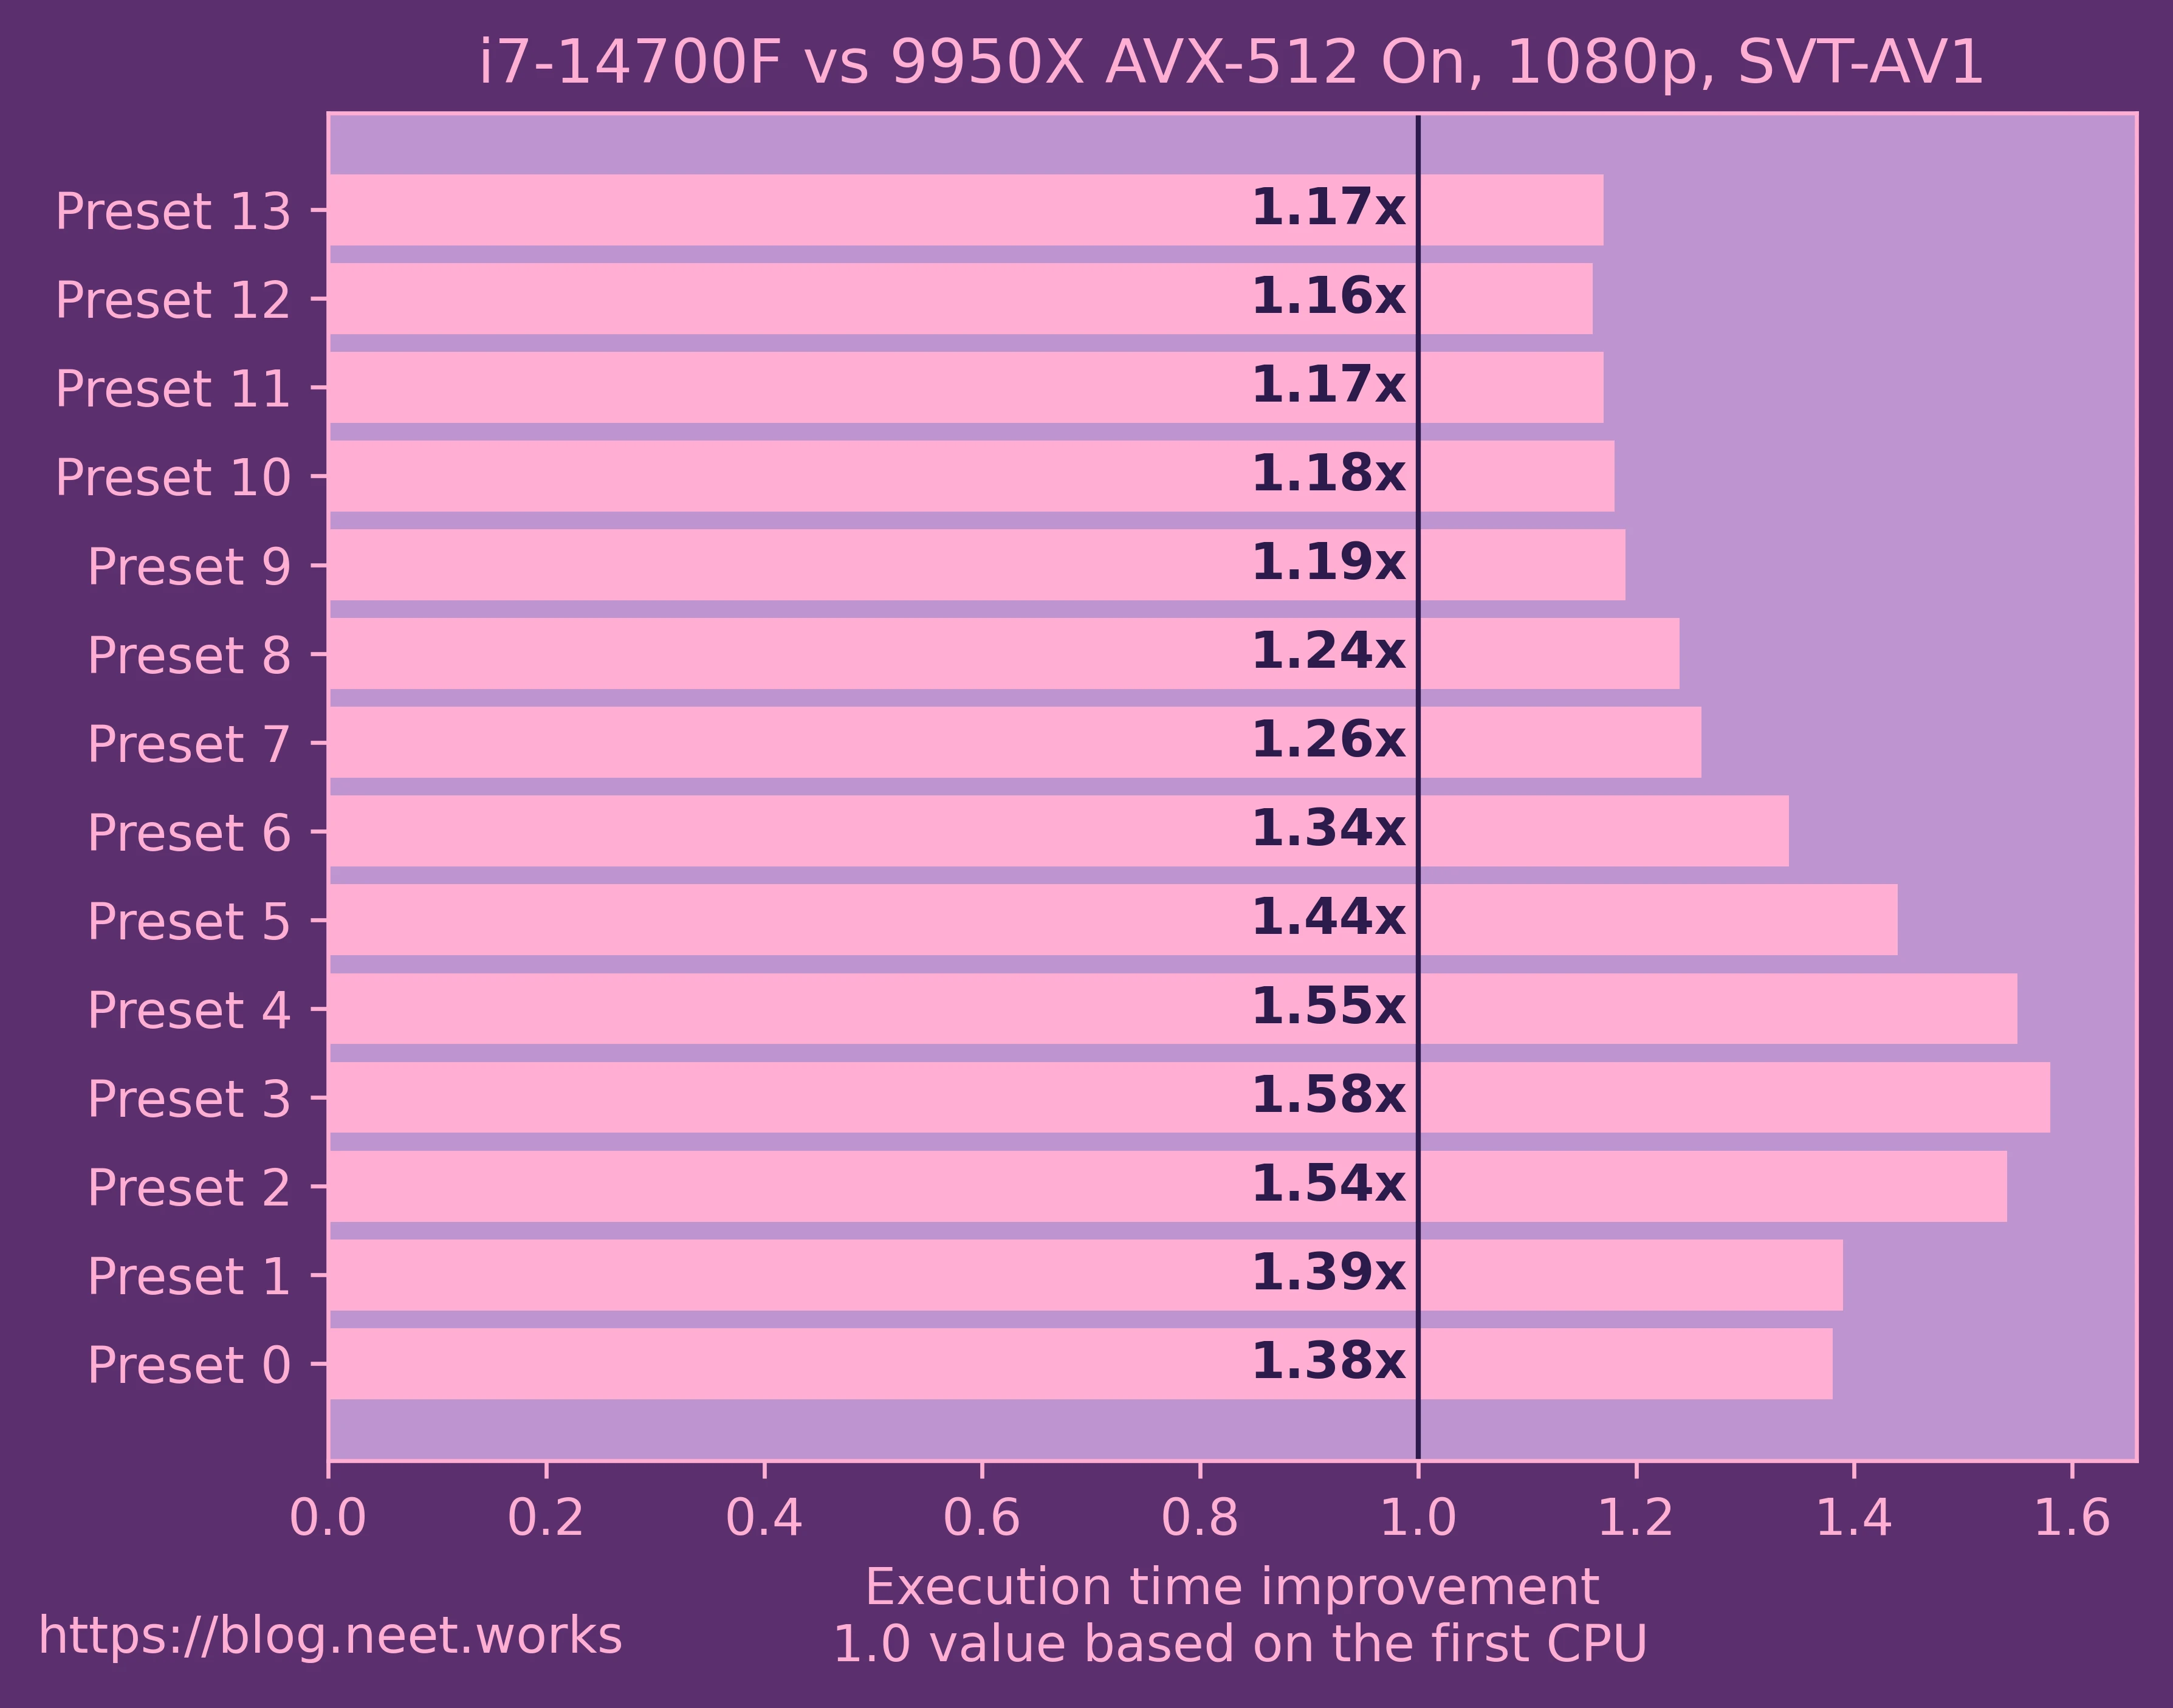 i7-14700F vs 9950X AVX-512 On, 1080p, SVT-AV1
Preset 13 1.17x
Preset 12 1.16x
Preset 11 1.17x
Preset 10 1.18x
Preset 9 1.19x
Preset 8 1.24x
Preset 7 1.26x
Preset 6 1.34x
Preset 5 1.44x
Preset 4 1.55x
Preset 3 1.58x
Preset 2 1.54x
Preset 1 1.39x
Preset 0 1.38x
0.0 0.2 0.4 0.6 0.8 1.0 1.2 1.4 1.6
Execution time improvement
1.0 value based on the first CPU
https://blog.neet.works